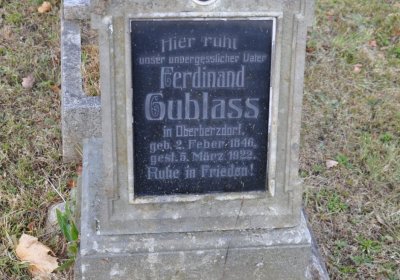 Hier ruht
unser unvergesslicher Vater
Ferdinand
Gublass
in Oberberzdorf,
geb. 2. Feber 1846,
gest. 5. März 1922.
Ruhe in Frieden!